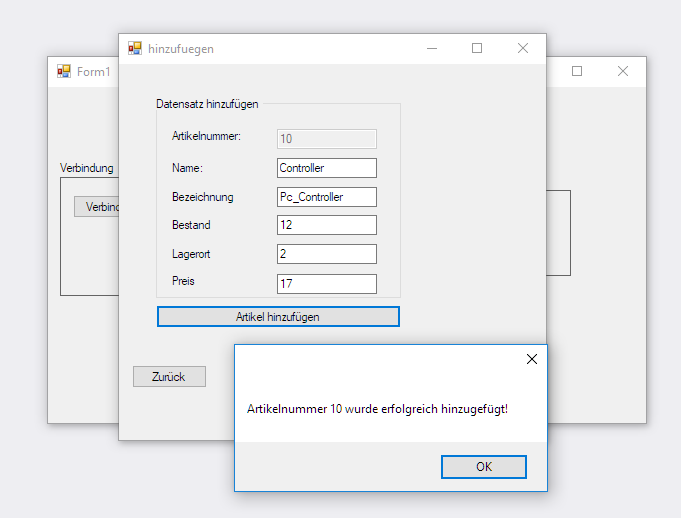 hinzufuegen
Form1
Datensatz hinzufügen
Artikelnummer: 10
Verbindung
Name: Controller
Bezeichnung Pc_Controller
Bestand 12
Lagerort 2
Preis 17
Artikel hinzufügen
Zurück
Artikelnummer 10 wurde erfolgreich hinzugefügt!
OK